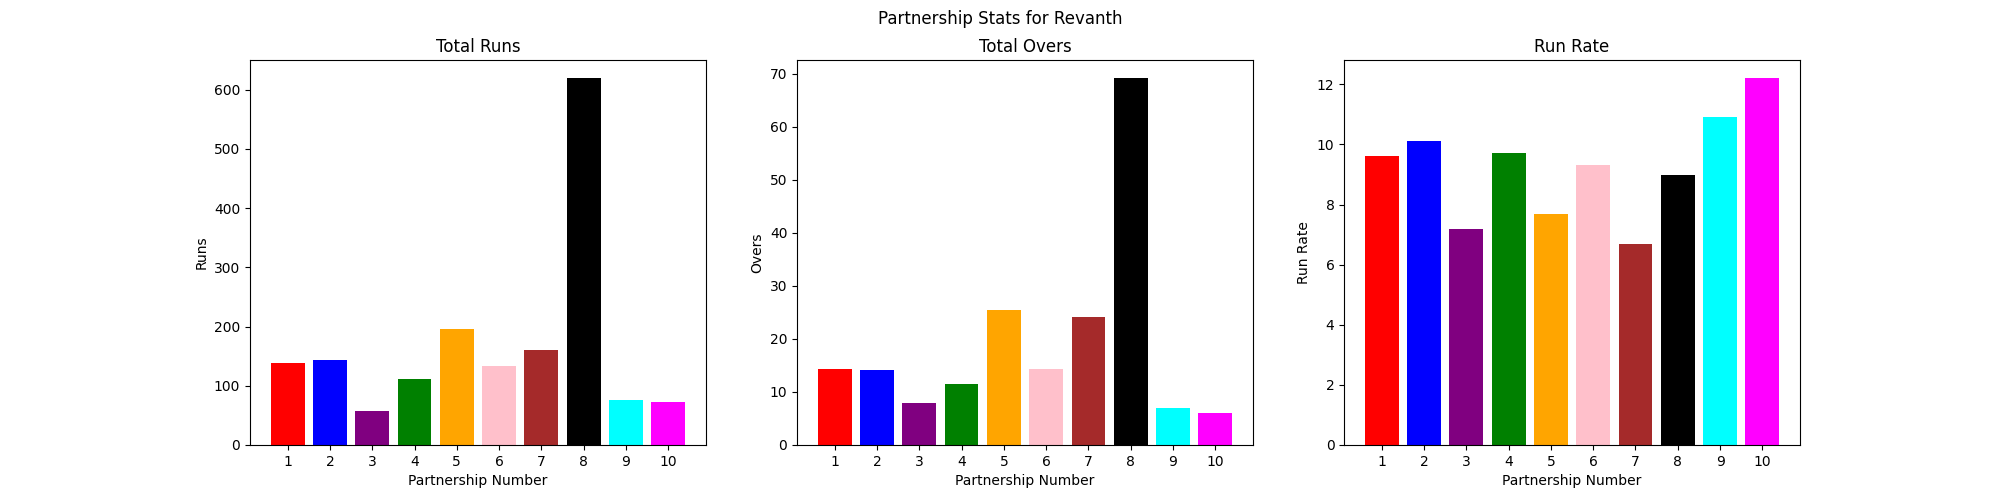 Partnership Stats for Revanth
Total Runs
Runs
600
500
400
300
200
100
0
1 2 3 4 5 6 7 8 9 10
Partnership Number
Total Overs
Overs
70
60
50
40
30
20
10
0
1 2 3 4 5 6 7 8 9 10
Partnership Number
Run Rate
Run Rate
12
10
8
6
4
2
0
1 2 3 4 5 6 7 8 9 10
Partnership Number